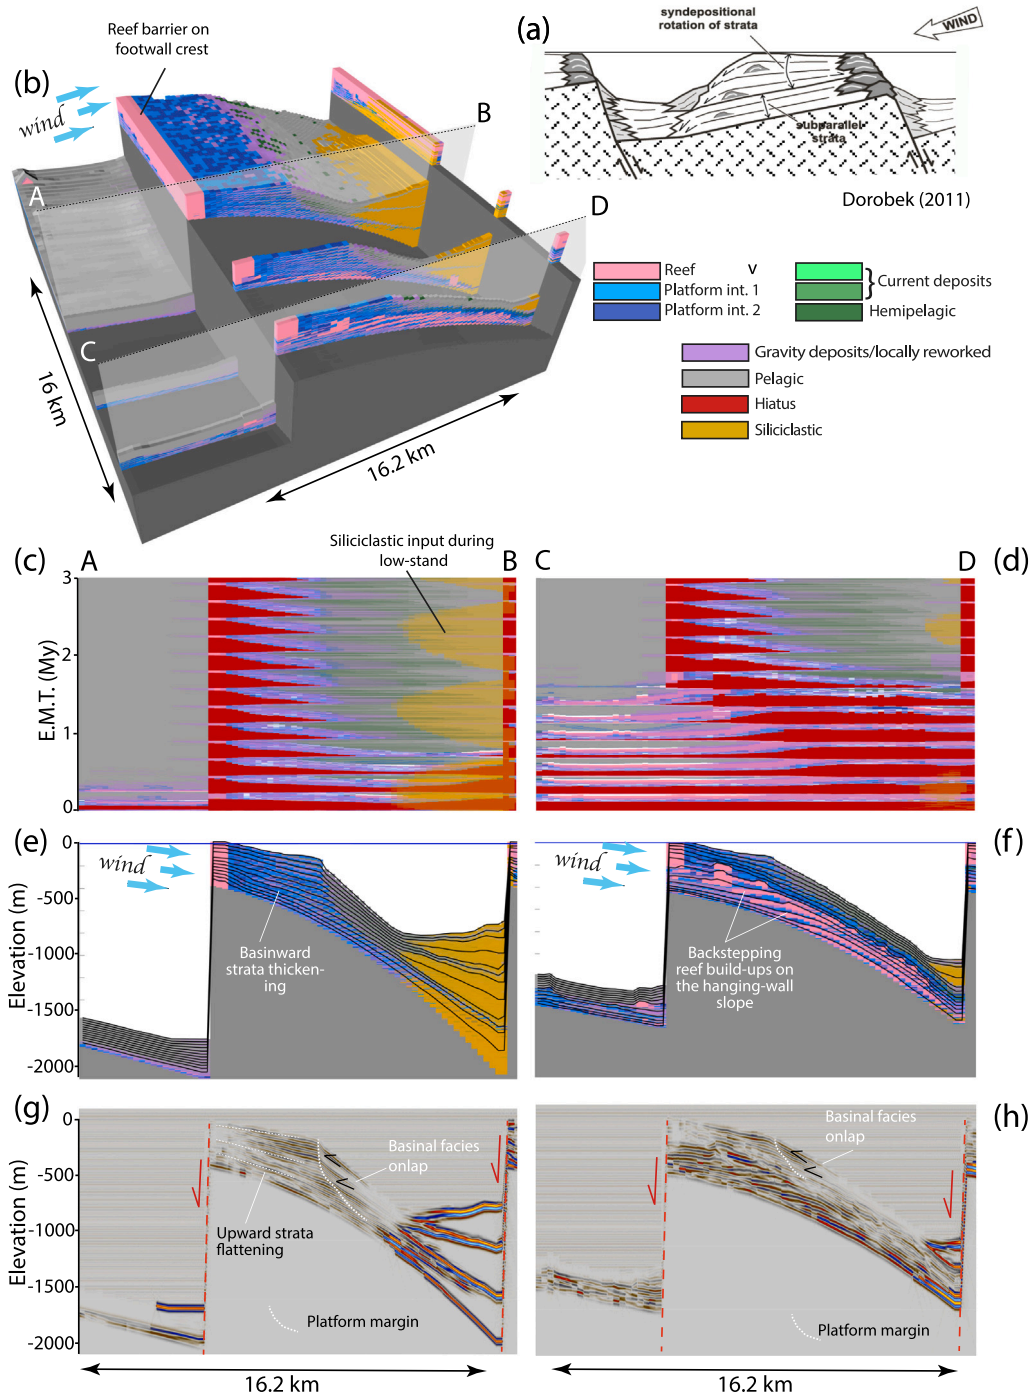 (a)
syndepositional
rotation of strata
WIND
subparallel
strata
Dorobek (2011)
Reef barrier on
footwall crest
(b)
wind
A
B
C
D
16 km
16.2 km
Reef
v
Platform int. 1
Platform int. 2
Current deposits
Hemipelagic
Gravity deposits/locally reworked
Pelagic
Hiatus
Siliciclastic
Siliciclastic input during
low-stand
(c)
A
B
C
D
(d)
E.M.T. (My)
3
2
1
0
(e)
wind
Basinward
strata thicken-
ing
Elevation (m)
0
-500
-1000
-1500
-2000
(f)
wind
Backstepping
reef build-ups on
the hanging-wall
slope
(g)
Basinal facies
onlap
Upward strata
flattening
Platform margin
Elevation (m)
0
-500
-1000
-1500
-2000
16.2 km
(h)
Basinal facies
onlap
Platform margin
16.2 km